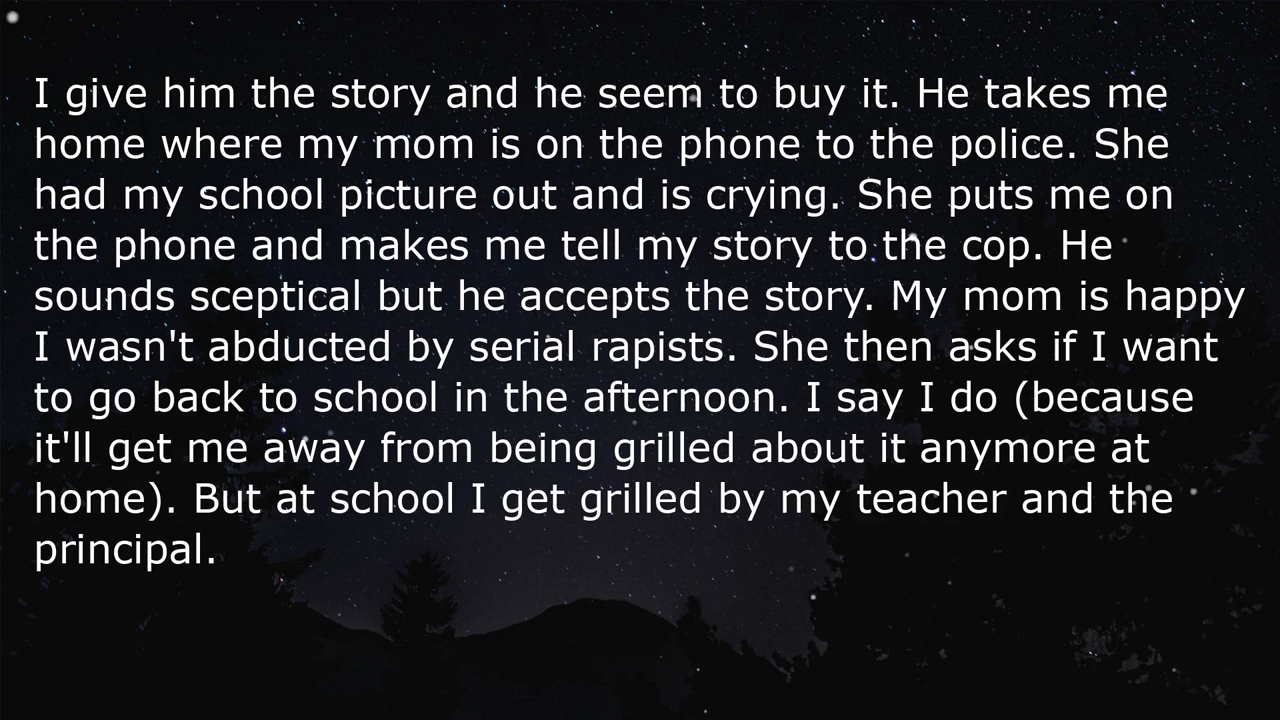 I give him the story and he seem to buy it. He takes me
home where my mom is on the phone to the police. She
had my school picture out and is crying. She puts me on
the phone and makes me tell my story to the cop. He
sounds sceptical but he accepts the story. My mom is happy
I wasn't abducted by serial rapists. She then asks if I want
to go back to school in the afternoon. I say I do (because
it'll get me away from being grilled about it anymore at
home). But at school I get grilled by my teacher and the
principal.